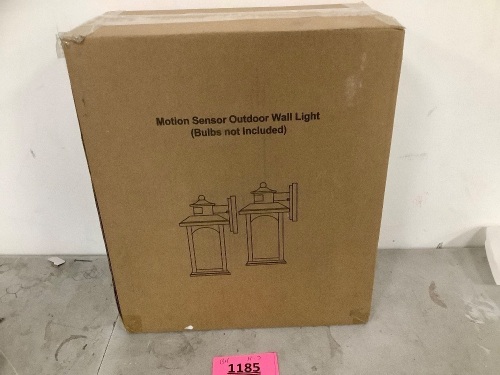 Motion Sensor Outdoor Wall Light
(Bulbs not Included)
1185